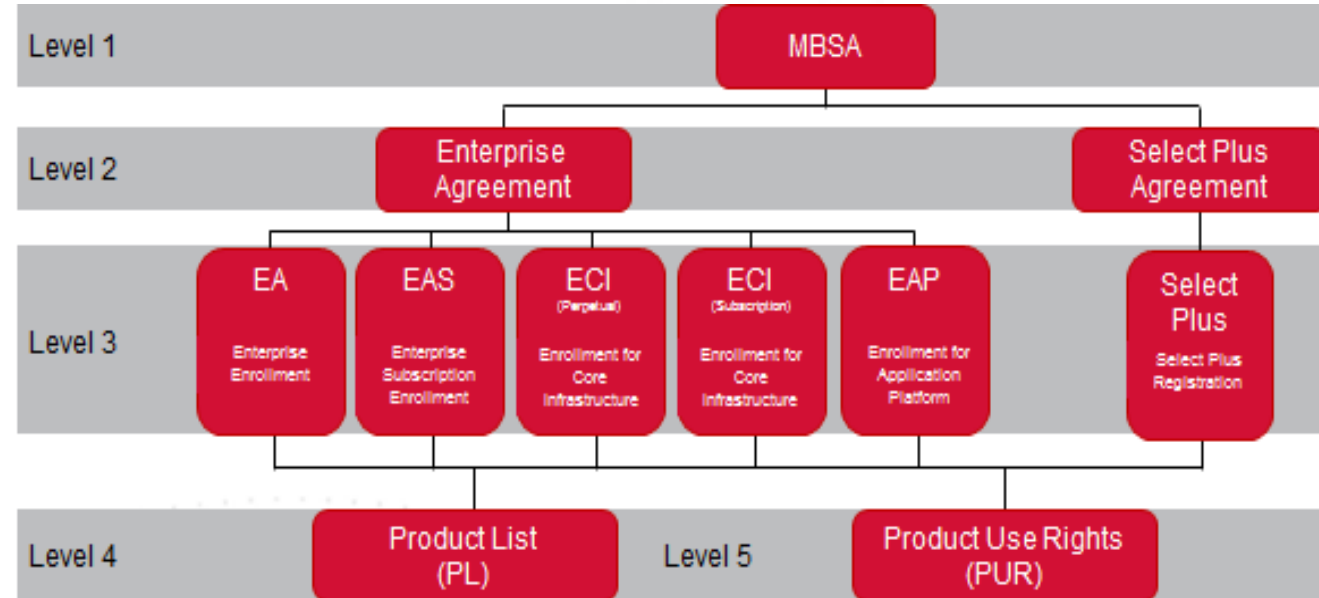 Level 1
MBSA
Level 2
Enterprise
Agreement
Select Plus
Agreement
Level 3
EA
Enterprise
Enrollment
EAS
Enterprise
Subscription
Enrollment
ECI
(Perpetual)
Enrollment for
Core
Infrastructure
ECI
(Subscription)
Enrollment for
Core
Infrastructure
EAP
Enrollment for
Application
Platform
Select
Plus
Select Plus
Registration
Level 4
Product List
(PL)
Level 5
Product Use Rights
(PUR)